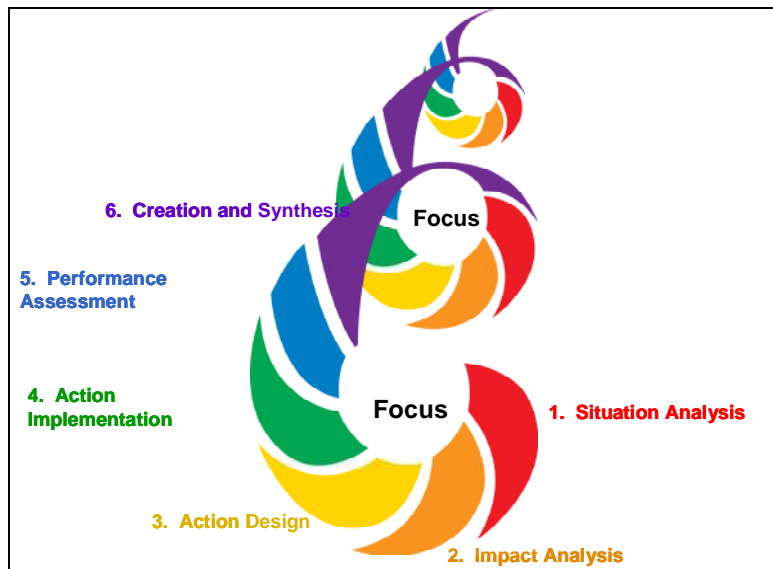 6. Creation and Synthesis
Focus
5. Performance
Assessment
4. Action
Implementation
Focus
1. Situation Analysis
3. Action Design
2. Impact Analysis